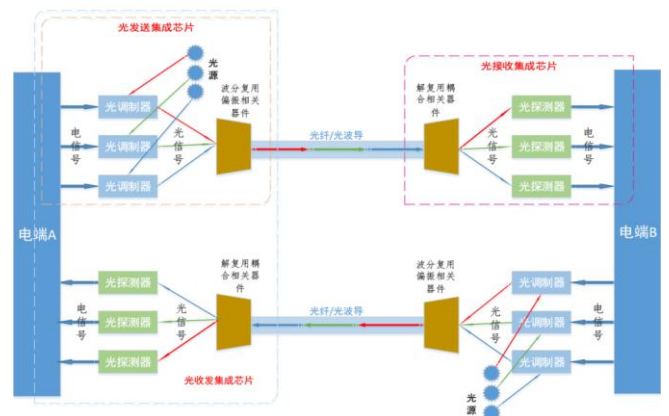 光发送集成芯片
光源
波分复用
偏振相关
器件
光调制器
光调制器
光调制器
电信号
光信号
光纤/光波导
光接收集成芯片
解复用耦
合相关器
件
光探测器
光探测器
光探测器
光信号
电信号
电端A
电端B
解复用耦
合相关器
件
光探测器
光探测器
光探测器
电信号
光信号
光纤/光波导
光收发集成芯片
波分复用
偏振相关
器件
光调制器
光调制器
光调制器
光信号
电信号
光源